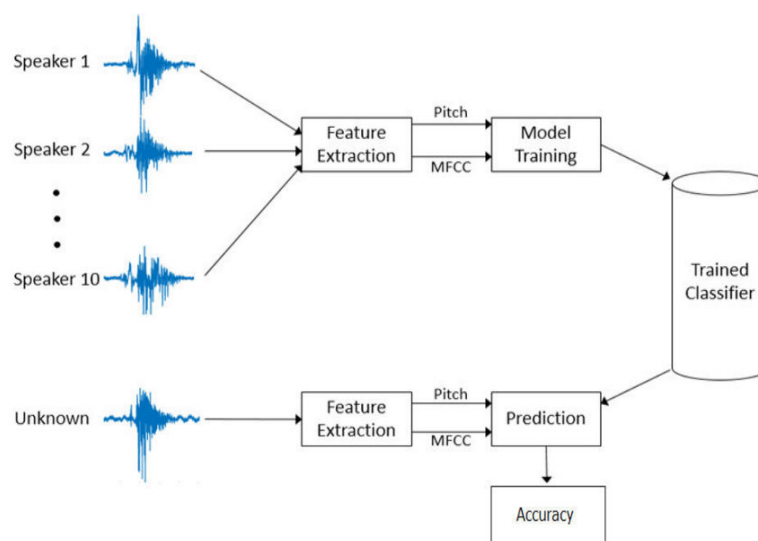 Speaker 1
Speaker 2
Speaker 10
Feature
Extraction
Pitch
MFCC
Model
Training
Trained
Classifier
Unknown
Feature
Extraction
Pitch
MFCC
Prediction
Accuracy